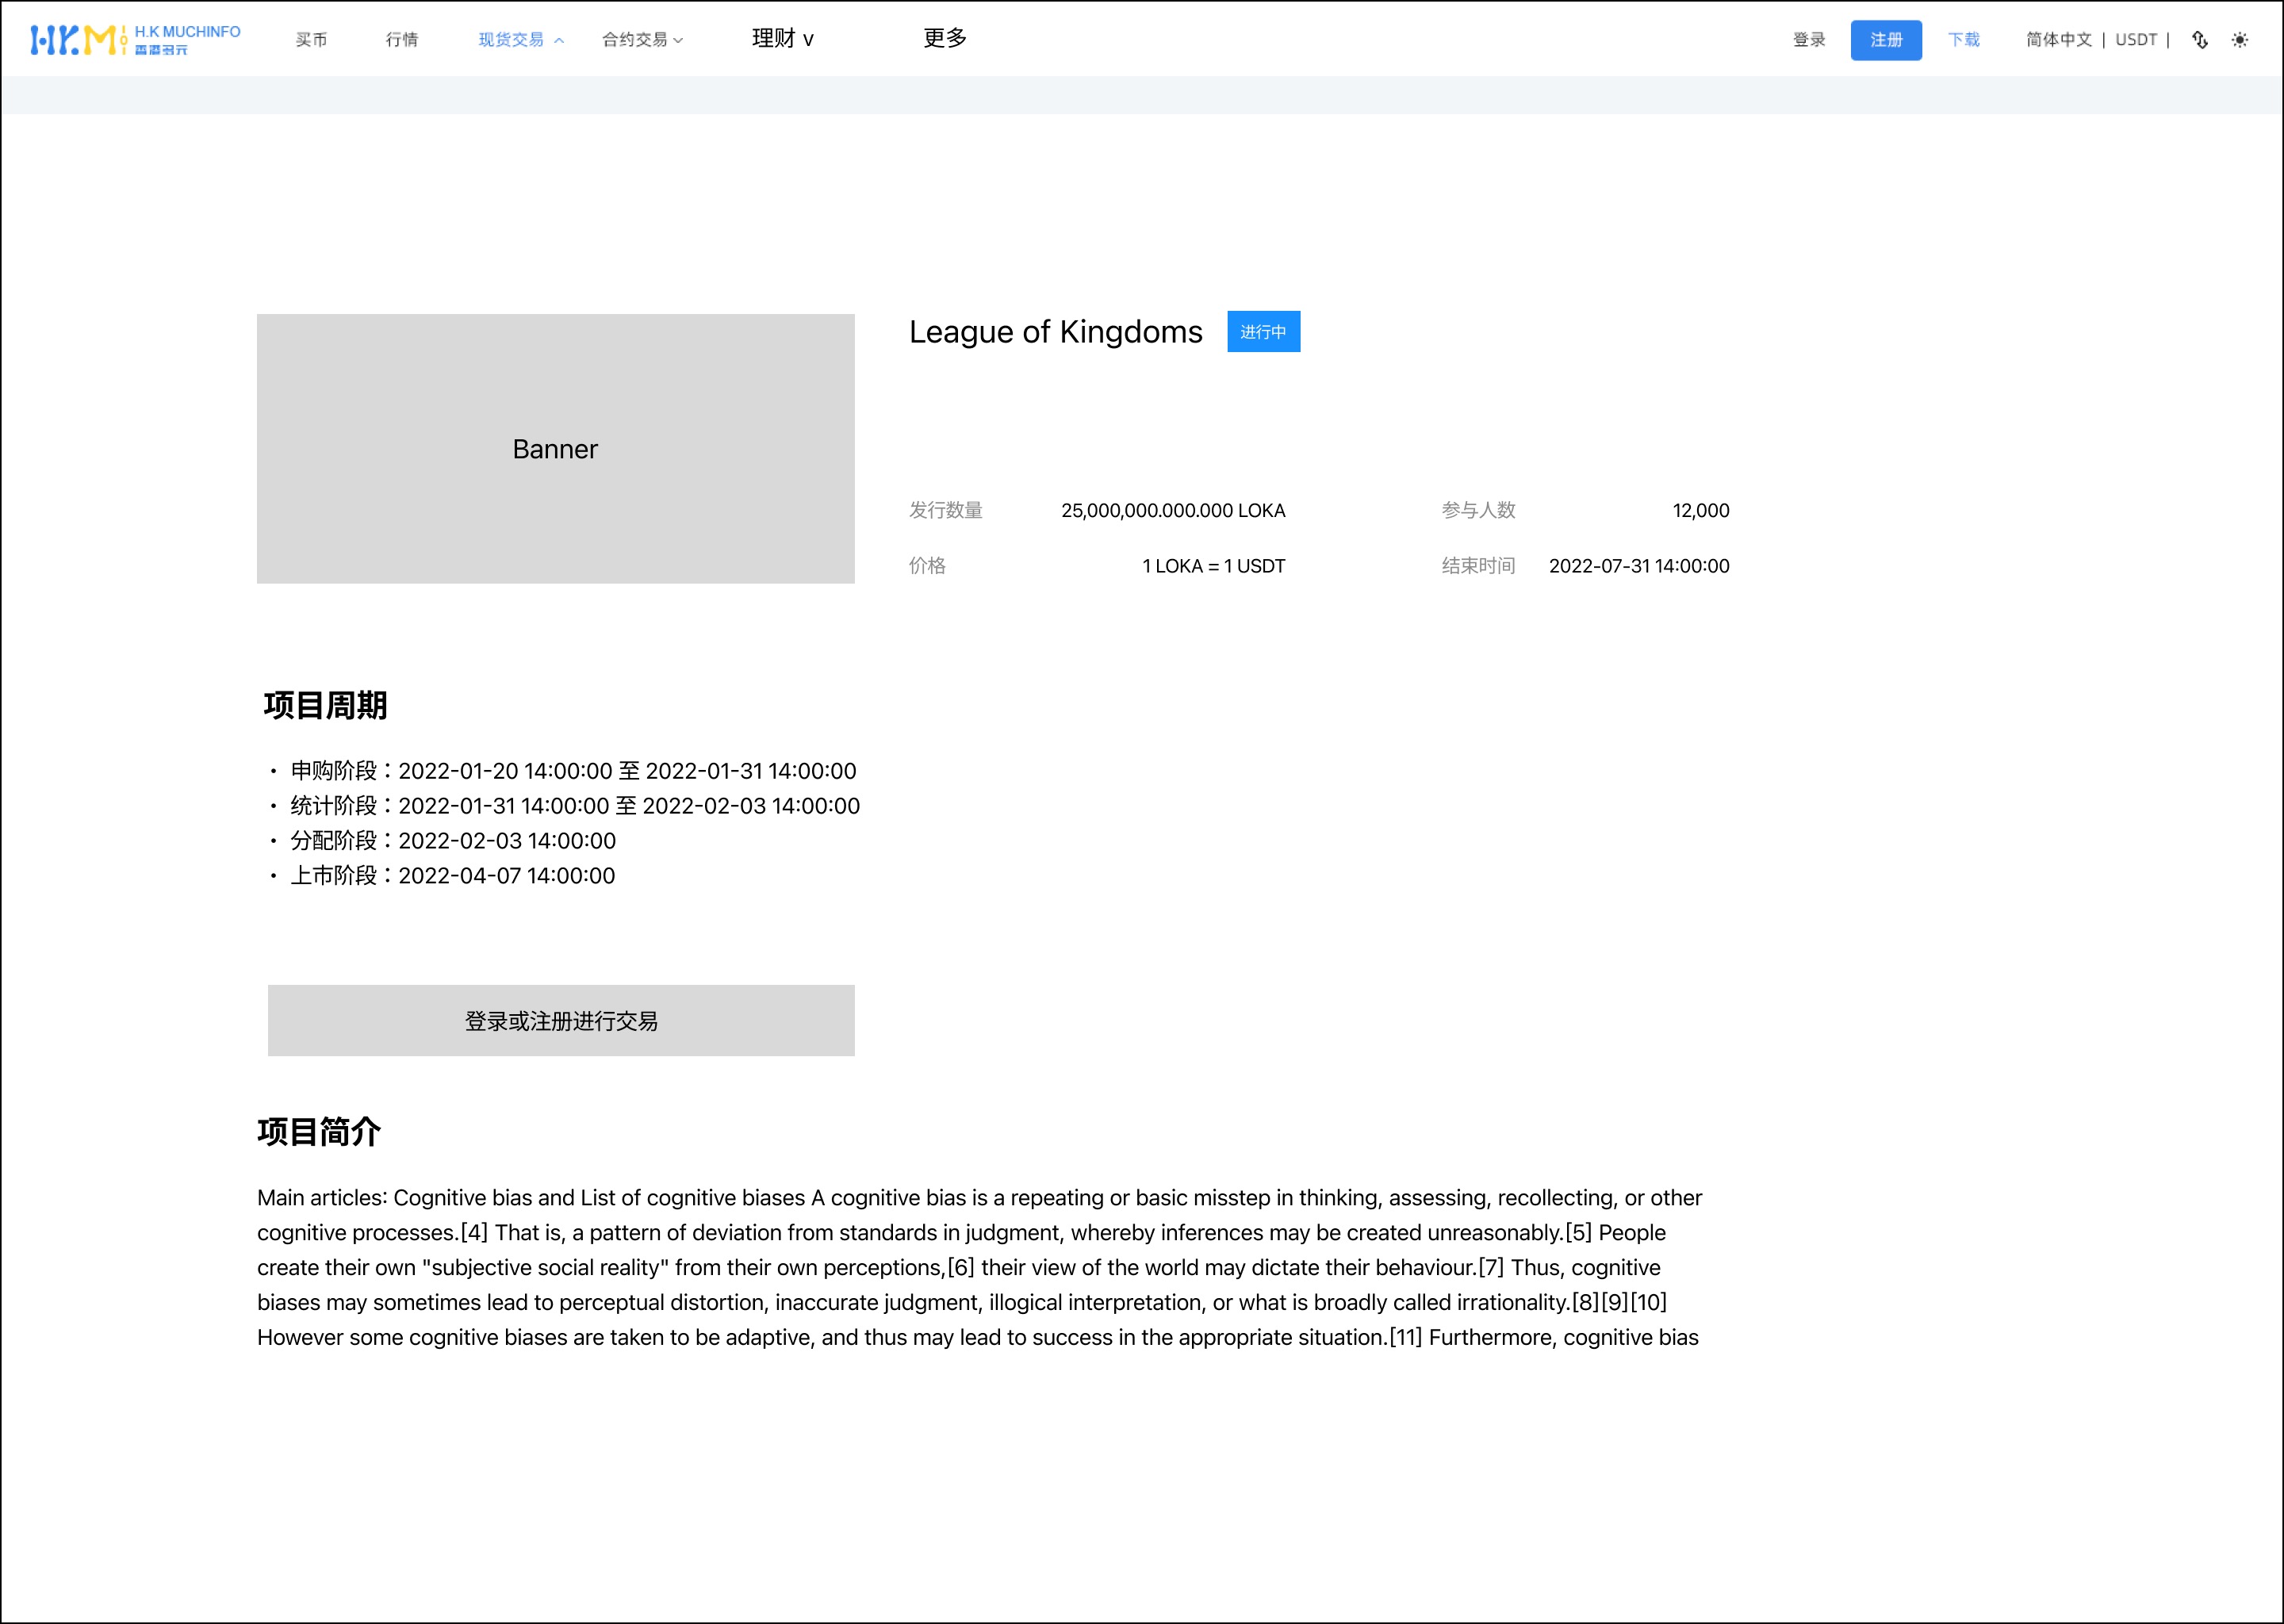 HKM H.K MUCHINFO
买币 行情 现货交易 合约交易 理财 v 更多 登录 注册 下载 简体中文 | USDT |
League of Kingdoms 进行中
Banner
发行数量 25,000,000.000.000 LOKA 参与人数 12,000
价格 1 LOKA = 1 USDT 结束时间 2022-07-31 14:00:00
项目周期
· 申购阶段：2022-01-20 14:00:00 至 2022-01-31 14:00:00
· 统计阶段：2022-01-31 14:00:00 至 2022-02-03 14:00:00
· 分配阶段：2022-02-03 14:00:00
· 上市阶段：2022-04-07 14:00:00
登录或注册进行交易
项目简介
Main articles: Cognitive bias and List of cognitive biases A cognitive bias is a repeating or basic misstep in thinking, assessing, recollecting, or other
cognitive processes.[4] That is, a pattern of deviation from standards in judgment, whereby inferences may be created unreasonably.[5] People
create their own "subjective social reality" from their own perceptions,[6] their view of the world may dictate their behaviour.[7] Thus, cognitive
biases may sometimes lead to perceptual distortion, inaccurate judgment, illogical interpretation, or what is broadly called irrationality.[8][9][10]
However some cognitive biases are taken to be adaptive, and thus may lead to success in the appropriate situation.[11] Furthermore, cognitive bias